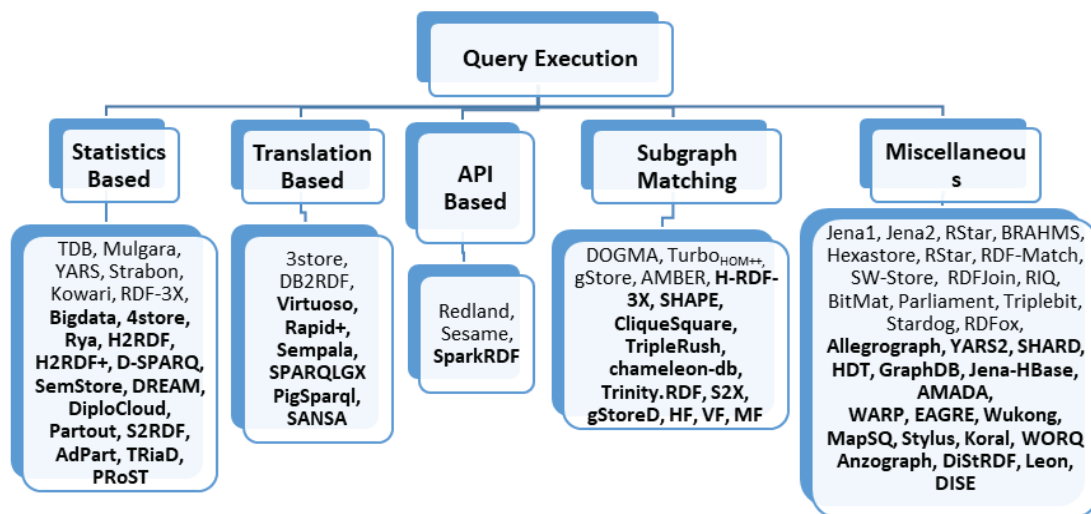 Query Execution
Statistics
Based
Translation
Based
API
Based
Subgraph
Matching
Miscellaneou
s
TDB, Mulgara,
YARS, Strabon,
Kowari, RDF-3X,
Bigdata, 4store,
Rya, H2RDF,
H2RDF+, D-SPARQ,
SemStore, DREAM,
DiploCloud,
Partout, S2RDF,
AdPart, TRiaD,
PRoST
3store,
DB2RDF,
Virtuoso,
Rapid+,
Sempala,
SPARQLGX
PigSparql,
SANSA
Redland,
Sesame,
SparkRDF
DOGMA, TurboHOM++,
gStore, AMBER, H-RDF-
3X, SHAPE,
CliqueSquare,
TripleRush,
chameleon-db,
Trinity.RDF, S2X,
gStoreD, HF, VF, MF
Jena1, Jena2, RStar, BRAHMS,
Hexastore, RStar, RDF-Match,
SW-Store, RDFJoin, RIQ,
BitMat, Parliament, Triplebit,
Stardog, RDFox,
Allegrograph, YARS2, SHARD,
HDT, GraphDB, Jena-HBase,
AMADA,
WARP, EAGRE, Wukong,
MapSQ, Stylus, Koral, WORQ
Anzograph, DiStRDF, Leon,
DISE